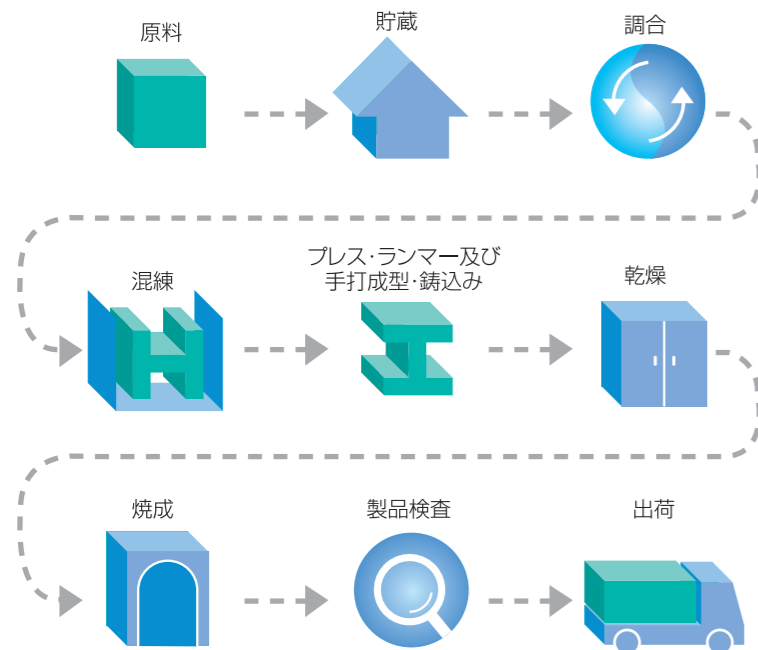 原料
貯蔵
調合
混練
プレス・ランマー及び
手打成型・鋳込み
乾燥
焼成
製品検査
出荷